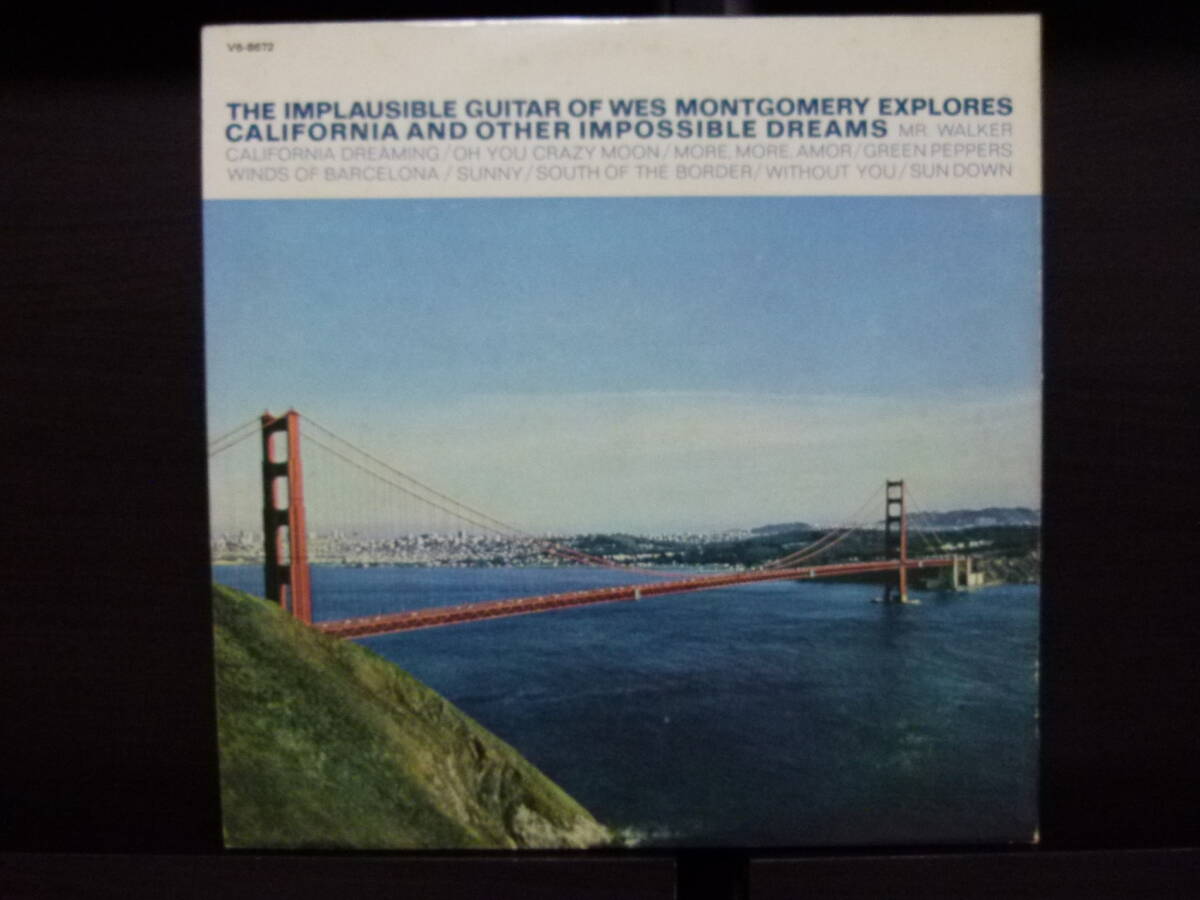 V6-8672
THE IMPLAUSIBLE GUITAR OF WES MONTGOMERY EXPLORES
CALIFORNIA AND OTHER IMPOSSIBLE DREAMS MR. WALKER
CALIFORNIA DREAMING/OH YOU CRAZY MOON/MORE, MORE, AMOR/GREEN PEPPERS
WINDS OF BARCELONA/SUNNY/SOUTH OF THE BORDER/WITHOUT YOU/SUN DOWN